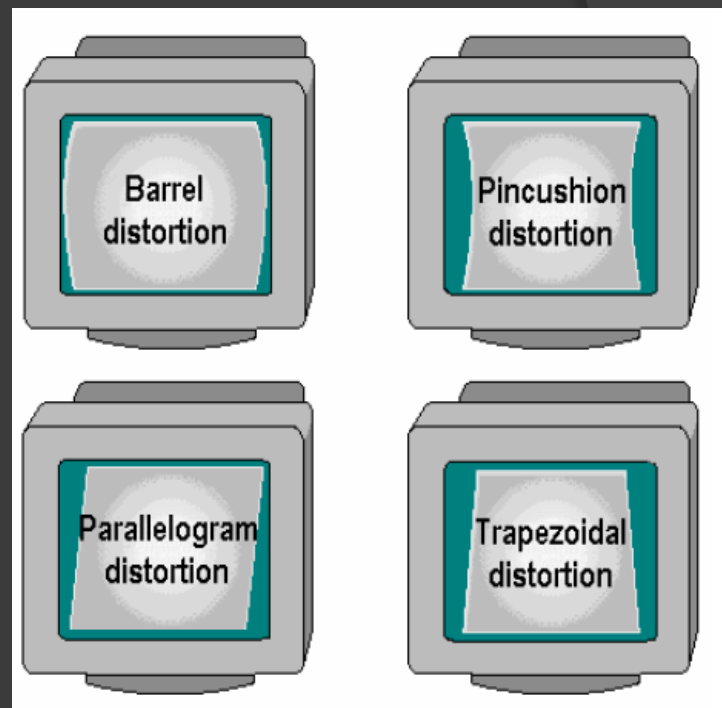 Barrel
distortion
Pincushion
distortion
Parallelogram
distortion
Trapezoidal
distortion